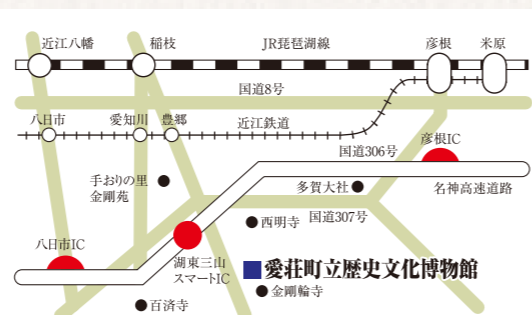 近江八幡
稲枝
JR琵琶湖線
彦根
米原
国道8号
八日市
愛知川
豊郷
近江鉄道
彦根IC
国道306号
手おりの里
金剛苑
多賀大社
名神高速道路
西明寺
国道307号
八日市IC
湖東三山
スマートIC
愛荘町立歴史文化博物館
金剛輪寺
百済寺